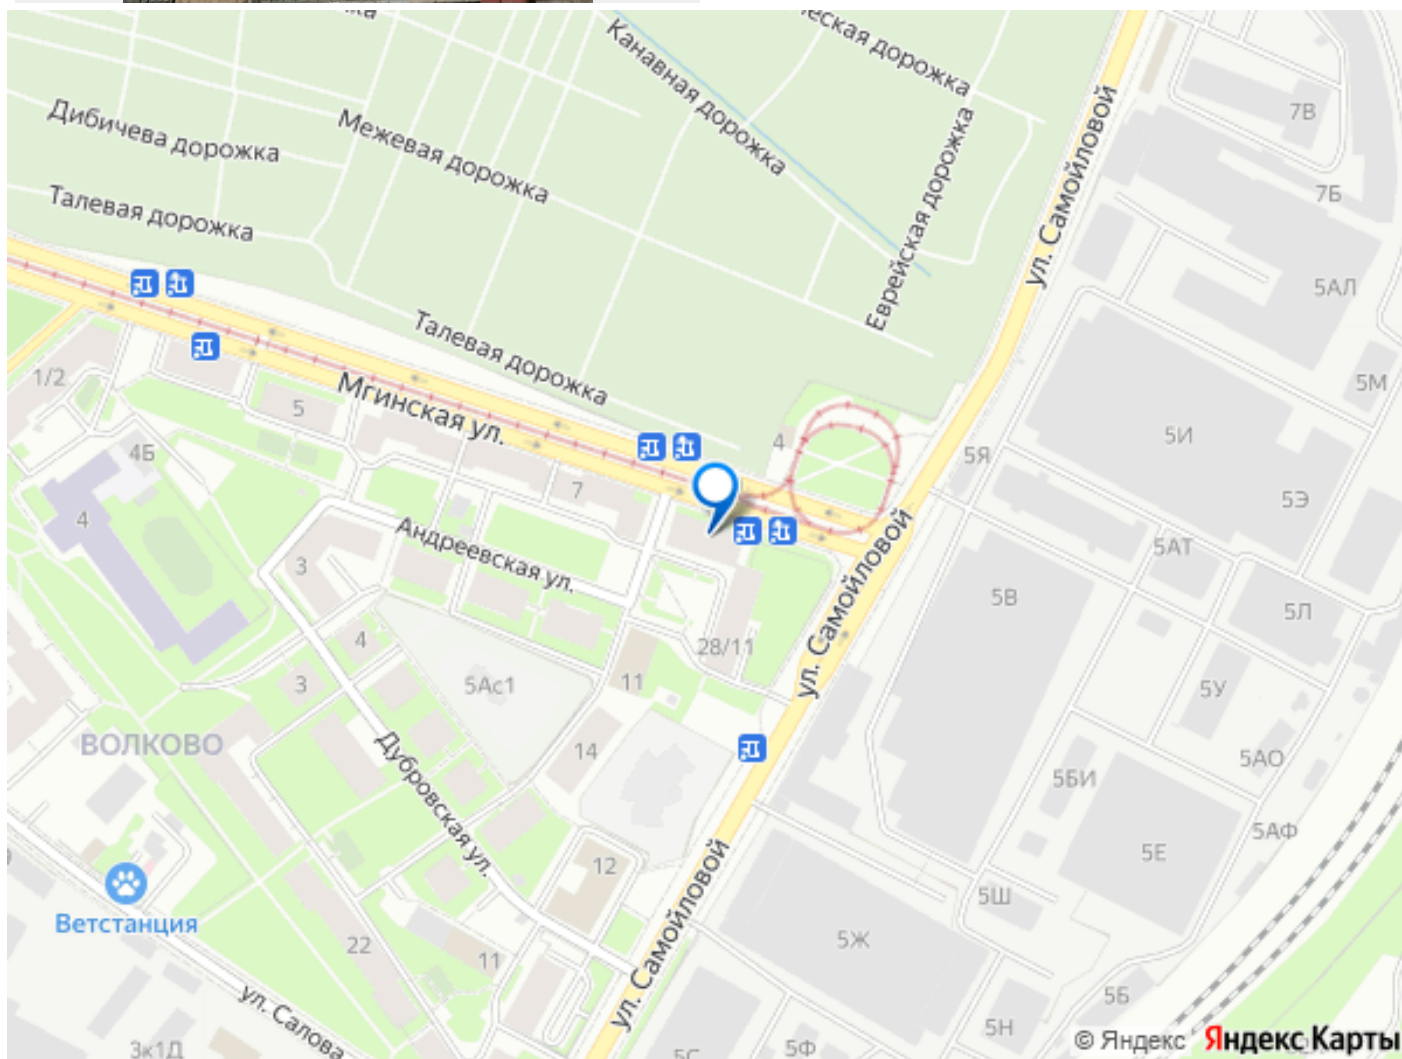 Канавная дорожка
еская дорожка
7В
Дибичева дорожка
Межевая дорожка
Еврейская дорожка
ул. Самойловой
7Б
Талевая дорожка
5АЛ
Талевая дорожка
1/2
5
Мгинская ул.
5М
4Б
4
5Я
5И
7
5Э
4
Андреевская ул.
5АТ
3
5В
5Л
4
28/11
ул. Самойловой
3
5Ас1
11
5У
ВОЛКОВО
14
5АО
5БИ
Дубровская ул.
5АФ
12
5Е
Ветстанция
5Ш
22
5Ж
11
ул. Самойловой
5Б
ул. Салова
5Н
3к1Д
5С
5Ф
© Яндекс Яндекс Карты